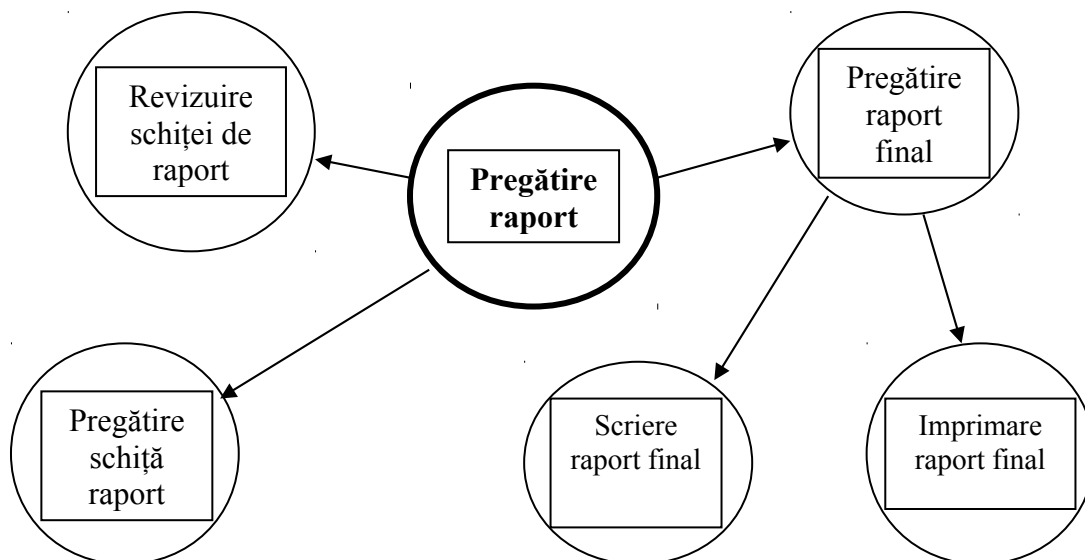 Revizuire
schiței de
raport
Pregătire
raport
Pregătire
raport
final
Pregătire
schiță
raport
Scriere
raport final
Imprimare
raport final